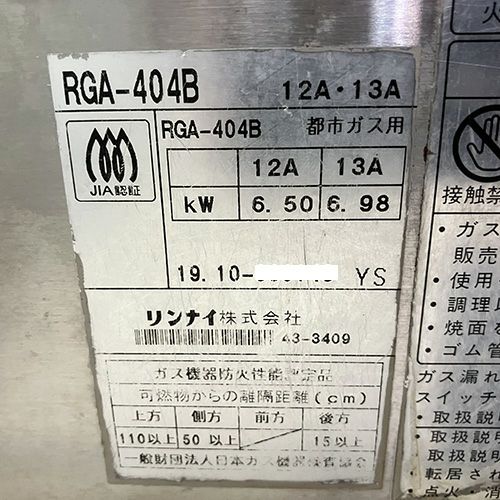 RGA-404B 12A・13A
JIA認証
RGA-404B 都市ガス用
12A 13A
kW 6.50 6.98
19.10- YS
リンナイ株式会社
43-3409
ガス機器防火性能評定品
可燃物からの離隔距離(cm)
上方 側方 前方 後方
110以上 50以上 15以上
一般財団法人日本ガス機器検査協会
火
接触禁
・ガス
販売
・使用
・調理
・焼面
・ゴム管
ガス漏れ
スイッチ
・取扱説明
・取扱説明
転居され
・点火・消